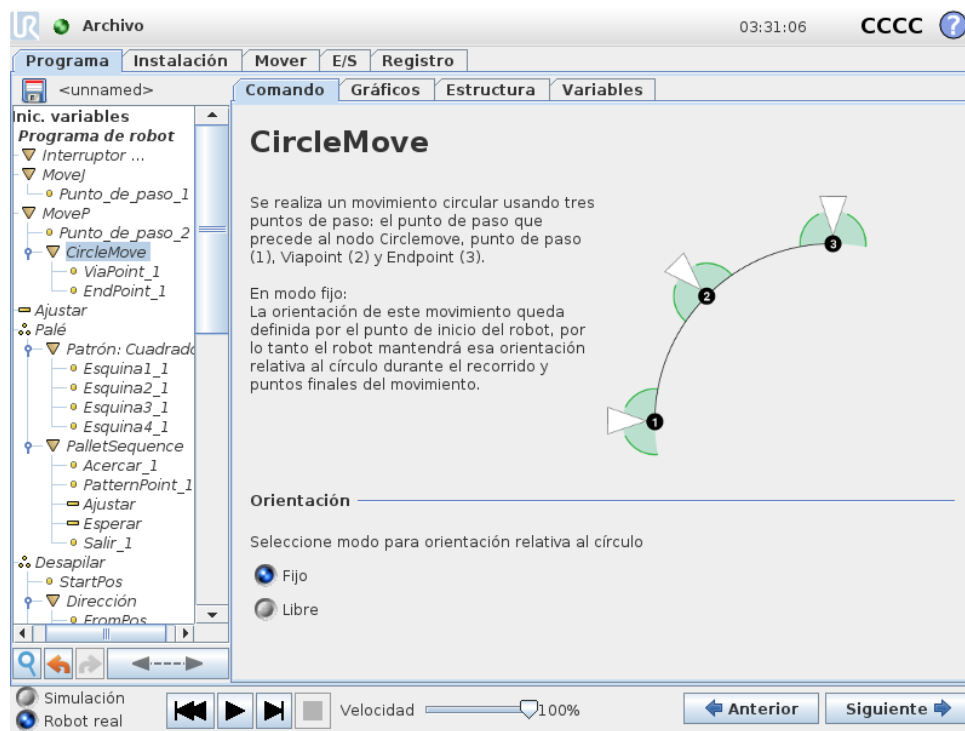 UR Archivo 03:31:06 CCCC ?
Programa Instalación Mover E/S Registro
<unnamed> Comando Gráficos Estructura Variables
Inic. variables
Programa de robot
Interruptor ...
MoveJ
Punto_de_paso_1
MoveP
Punto_de_paso_2
CircleMove
ViaPoint_1
EndPoint_1
Ajustar
Palé
Patrón: Cuadrado
Esquina1_1
Esquina2_1
Esquina3_1
Esquina4_1
PalletSequence
Acercar_1
PatternPoint_1
Ajustar
Esperar
Salir_1
Desapilar
StartPos
Dirección
FromPos
CircleMove
Se realiza un movimiento circular usando tres
puntos de paso: el punto de paso que
precede al nodo Circlemove, punto de paso
(1), Viapoint (2) y Endpoint (3).
En modo fijo:
La orientación de este movimiento queda
definida por el punto de inicio del robot, por
lo tanto el robot mantendrá esa orientación
relativa al círculo durante el recorrido y
puntos finales del movimiento.
3
2
1
Orientación
Seleccione modo para orientación relativa al círculo
Fijo
Libre
Simulación
Robot real
Velocidad 100%
Anterior Siguiente